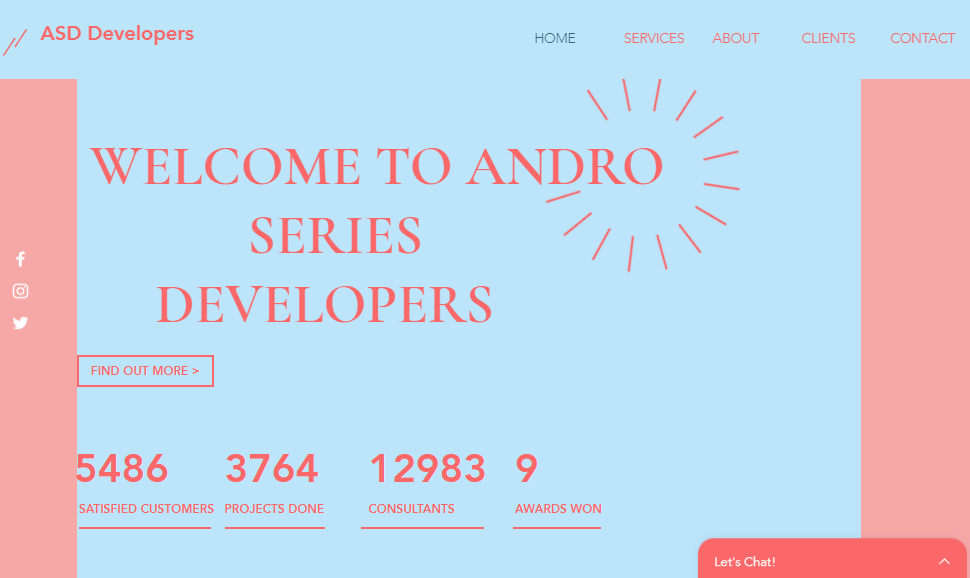 ASD Developers
HOME SERVICES ABOUT CLIENTS CONTACT
WELCOME TO ANDRO
SERIES
DEVELOPERS
FIND OUT MORE >
5486 3764 12983 9
SATISFIED CUSTOMERS PROJECTS DONE CONSULTANTS AWARDS WON
Let's Chat!